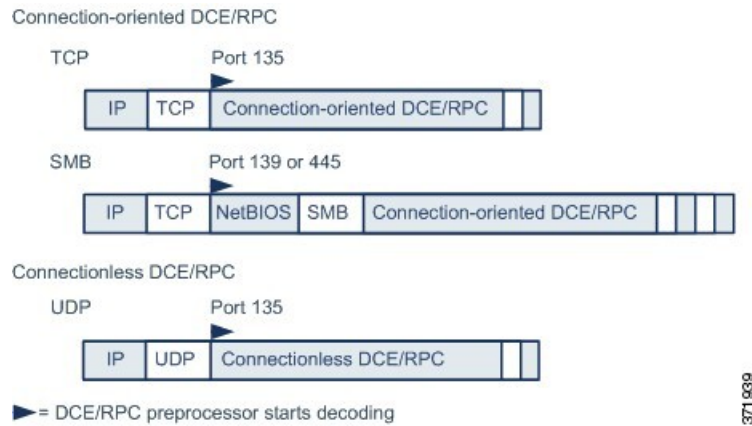 Connection-oriented DCE/RPC
TCP Port 135
IP TCP Connection-oriented DCE/RPC
SMB Port 139 or 445
IP TCP NetBIOS SMB Connection-oriented DCE/RPC
Connectionless DCE/RPC
UDP Port 135
IP UDP Connectionless DCE/RPC
= DCE/RPC preprocessor starts decoding
371939